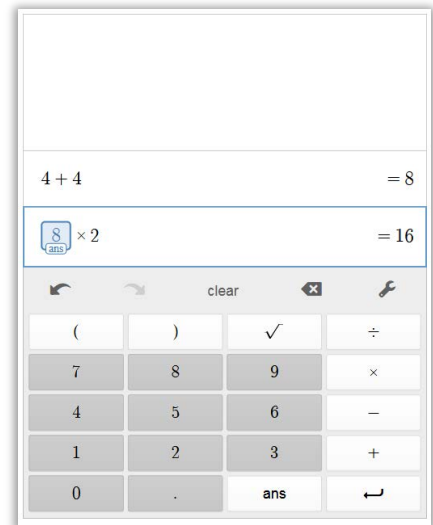 4 + 4 = 8
8 ans × 2 = 16
clear
( ) √ ÷
7 8 9 ×
4 5 6 −
1 2 3 +
0 . ans